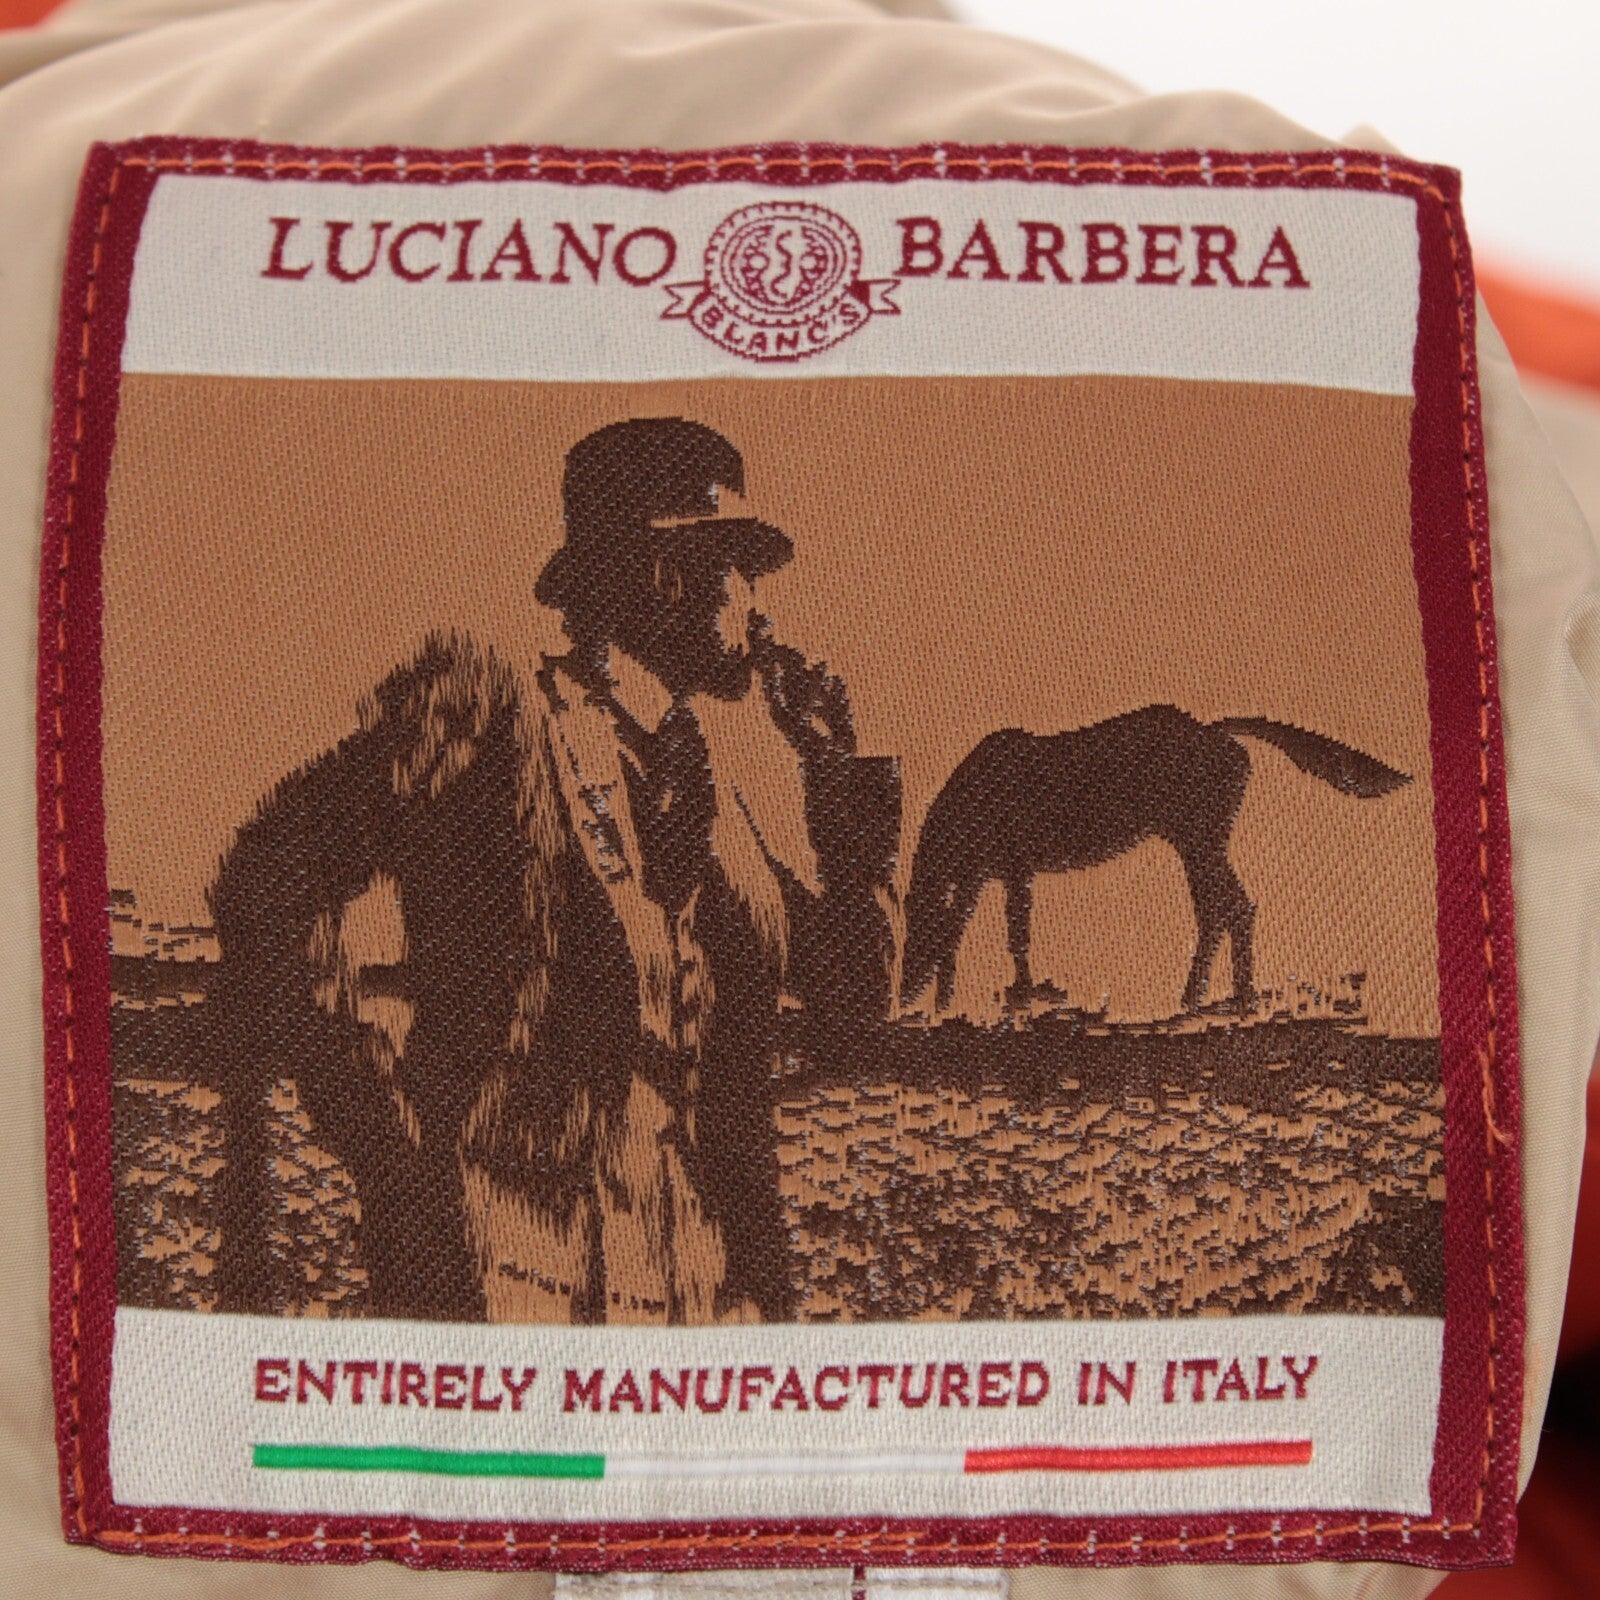 LUCIANO BARBERA
BLANC'S
ENTIRELY MANUFACTURED IN ITALY